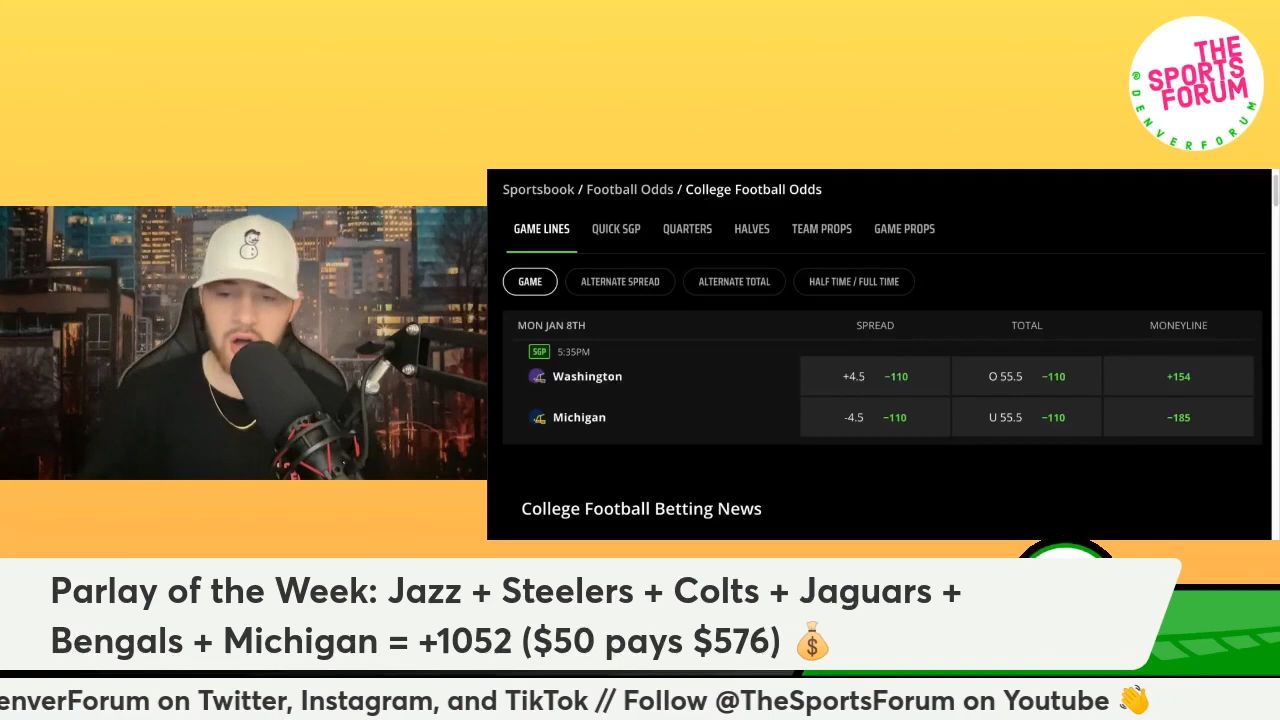 THE
SPORTS
FORUM
@DENVERFORUM
Sportsbook / Football Odds / College Football Odds
GAME LINES QUICK SGP QUARTERS HALVES TEAM PROPS GAME PROPS
GAME ALTERNATE SPREAD ALTERNATE TOTAL HALF TIME / FULL TIME
MON JAN 8TH SPREAD TOTAL MONEYLINE
SGP 5:35PM
Washington +4.5 −110 O 55.5 −110 +154
Michigan -4.5 −110 U 55.5 −110 −185
College Football Betting News
Parlay of the Week: Jazz + Steelers + Colts + Jaguars +
Bengals + Michigan = +1052 ($50 pays $576) 💰
enverForum on Twitter, Instagram, and TikTok // Follow @TheSportsForum on Youtube 👋